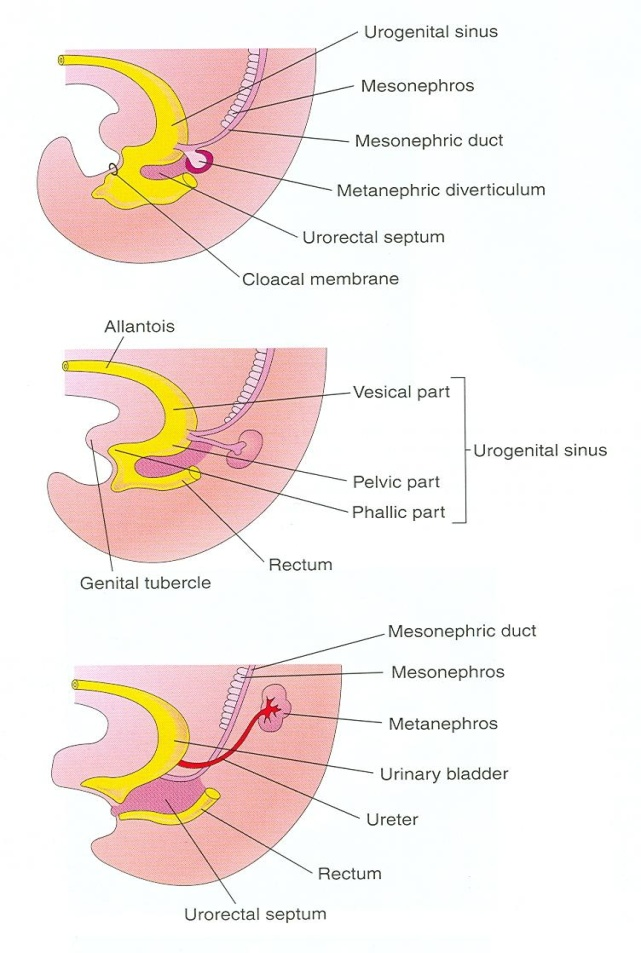 Urogenital sinus
Mesonephros
Mesonephric duct
Metanephric diverticulum
Urorectal septum
Cloacal membrane
Allantois
Vesical part
Urogenital sinus
Pelvic part
Phallic part
Rectum
Genital tubercle
Mesonephric duct
Mesonephros
Metanephros
Urinary bladder
Ureter
Rectum
Urorectal septum